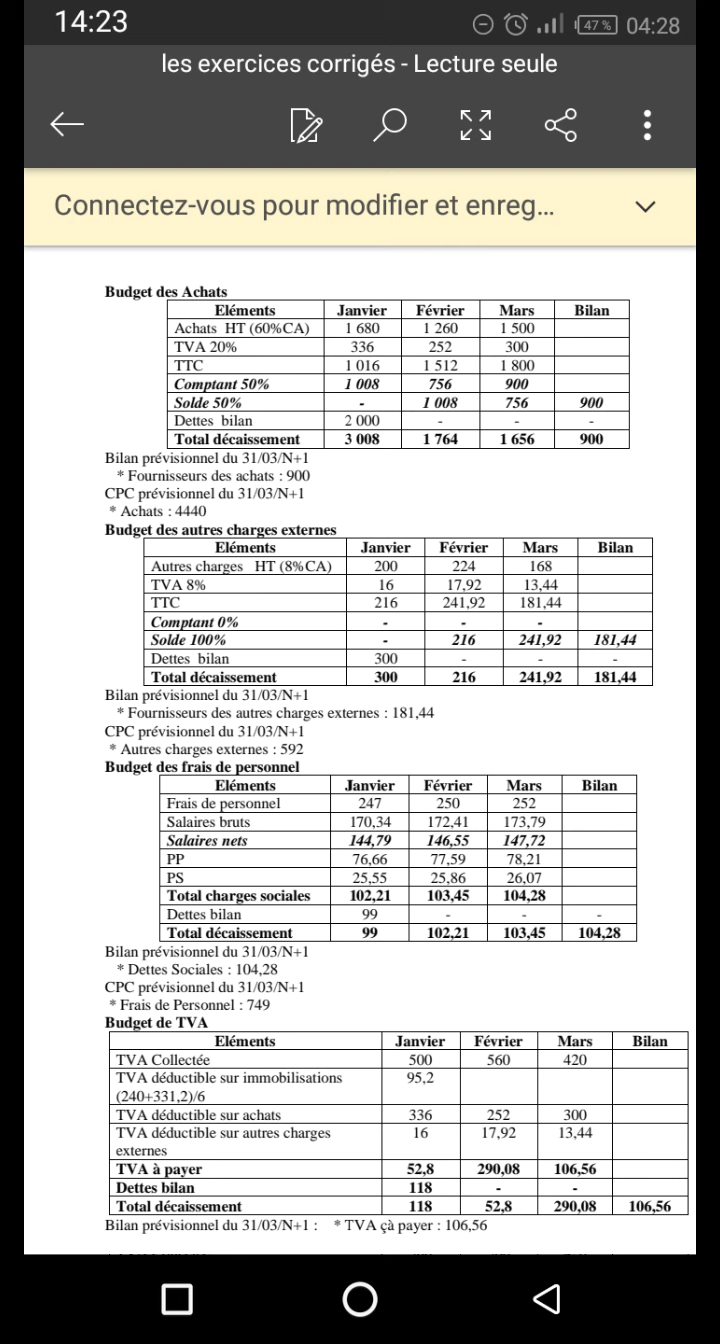 14:23
47 %
04:28
les exercices corrigés - Lecture seule
Connectez-vous pour modifier et enreg...
Budget des Achats
Eléments Janvier Février Mars Bilan
Achats HT (60%CA) 1 680 1 260 1 500
TVA 20% 336 252 300
TTC 1 016 1 512 1 800
Comptant 50% 1 008 756 900
Solde 50% - 1 008 756 900
Dettes bilan 2 000 - - -
Total décaissement 3 008 1 764 1 656 900
Bilan prévisionnel du 31/03/N+1
* Fournisseurs des achats : 900
CPC prévisionnel du 31/03/N+1
* Achats : 4440
Budget des autres charges externes
Eléments Janvier Février Mars Bilan
Autres charges HT (8%CA) 200 224 168
TVA 8% 16 17,92 13,44
TTC 216 241,92 181,44
Comptant 0% - - -
Solde 100% - 216 241,92 181,44
Dettes bilan 300 - - -
Total décaissement 300 216 241,92 181,44
Bilan prévisionnel du 31/03/N+1
* Fournisseurs des autres charges externes : 181,44
CPC prévisionnel du 31/03/N+1
* Autres charges externes : 592
Budget des frais de personnel
Eléments Janvier Février Mars Bilan
Frais de personnel 247 250 252
Salaires bruts 170,34 172,41 173,79
Salaires nets 144,79 146,55 147,72
PP 76,66 77,59 78,21
PS 25,55 25,86 26,07
Total charges sociales 102,21 103,45 104,28
Dettes bilan 99 - - -
Total décaissement 99 102,21 103,45 104,28
Bilan prévisionnel du 31/03/N+1
* Dettes Sociales : 104,28
CPC prévisionnel du 31/03/N+1
* Frais de Personnel : 749
Budget de TVA
Eléments Janvier Février Mars Bilan
TVA Collectée 500 560 420
TVA déductible sur immobilisations 95,2
(240+331,2)/6
TVA déductible sur achats 336 252 300
TVA déductible sur autres charges 16 17,92 13,44
externes
TVA à payer 52,8 290,08 106,56
Dettes bilan 118 - -
Total décaissement 118 52,8 290,08 106,56
Bilan prévisionnel du 31/03/N+1 : * TVA çà payer : 106,56